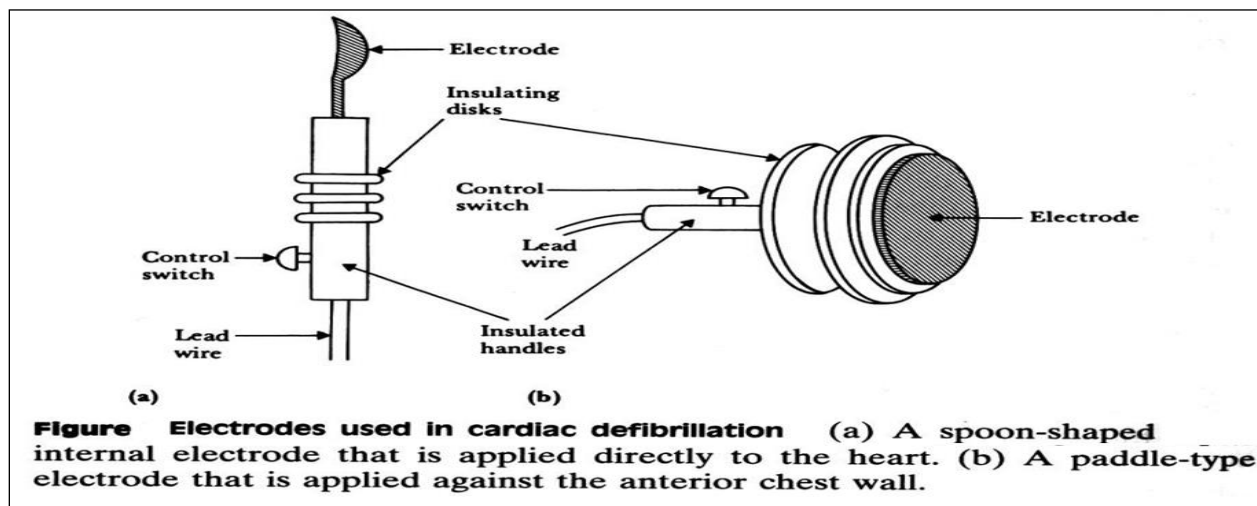 Electrode
Insulating
disks
Control
switch
Electrode
Lead
wire
Control
switch
Lead
wire
Insulated
handles
(a)
(b)
Figure Electrodes used in cardiac defibrillation (a) A spoon-shaped
internal electrode that is applied directly to the heart. (b) A paddle-type
electrode that is applied against the anterior chest wall.